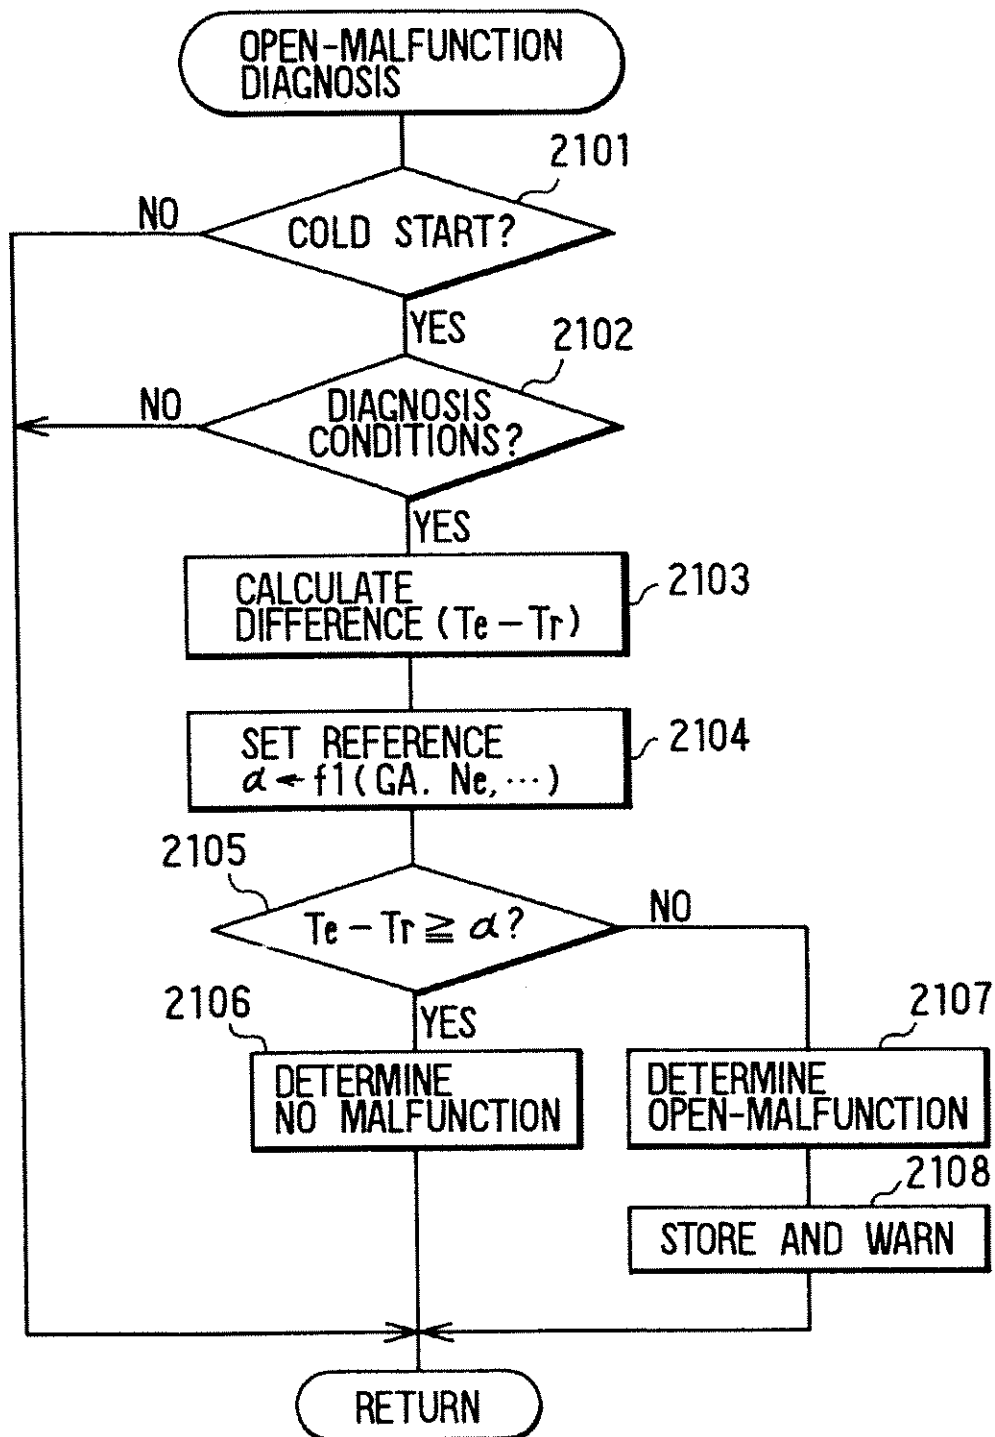 OPEN-MALFUNCTION
DIAGNOSIS
2101
NO
COLD START?
YES
2102
NO
DIAGNOSIS
CONDITIONS?
YES
2103
CALCULATE
DIFFERENCE (Te - Tr)
2104
SET REFERENCE
α ← f1 (GA. Ne, ···)
2105
Te - Tr ≧ α?
NO
2106
YES
2107
DETERMINE
NO MALFUNCTION
DETERMINE
OPEN-MALFUNCTION
2108
STORE AND WARN
RETURN